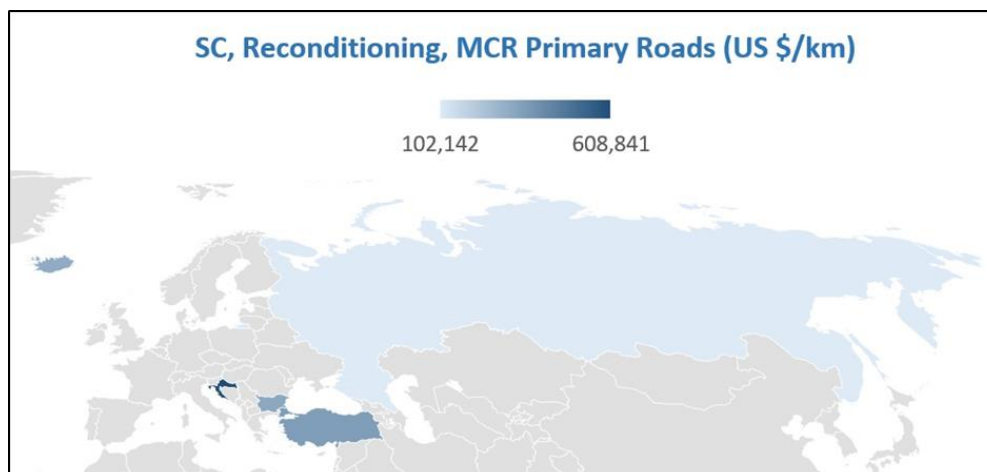 SC, Reconditioning, MCR Primary Roads (US $/km)
102,142 608,841